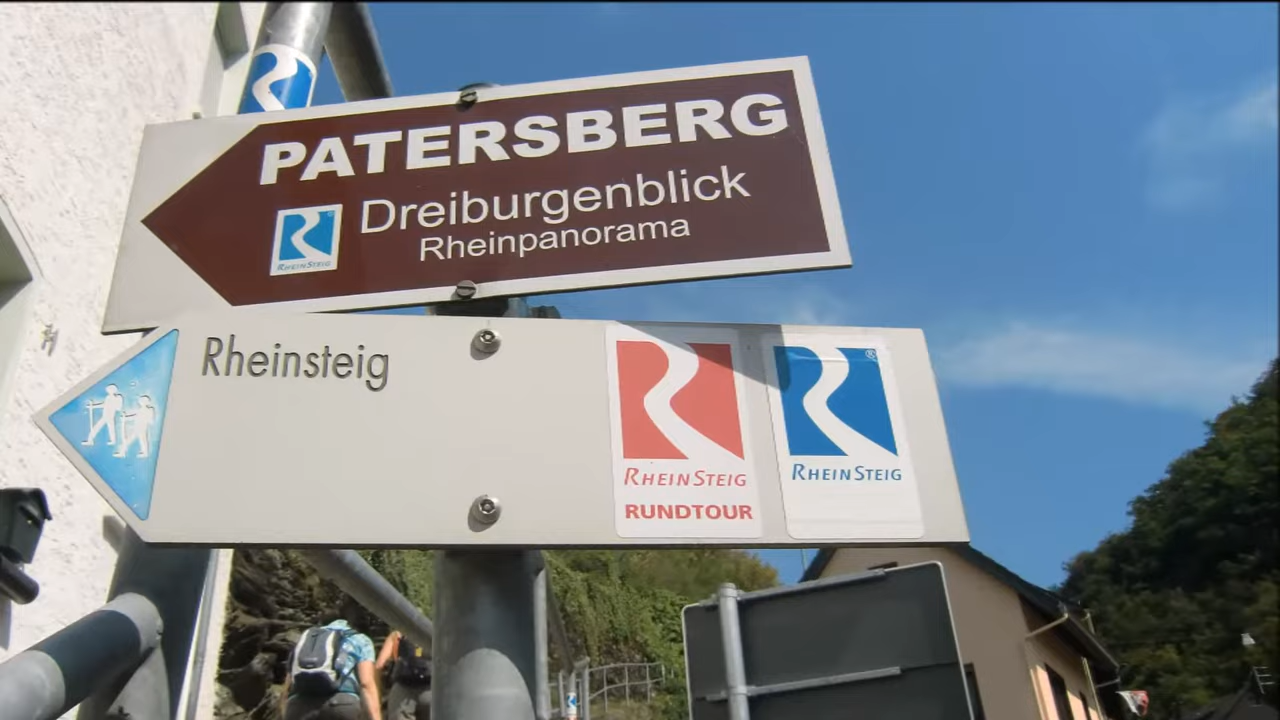 PATERSBERG
Dreiburgenblick
Rheinpanorama
RHEINSTEIG
Rheinsteig
RHEINSTEIG
RUNDTOUR
®
RHEINSTEIG